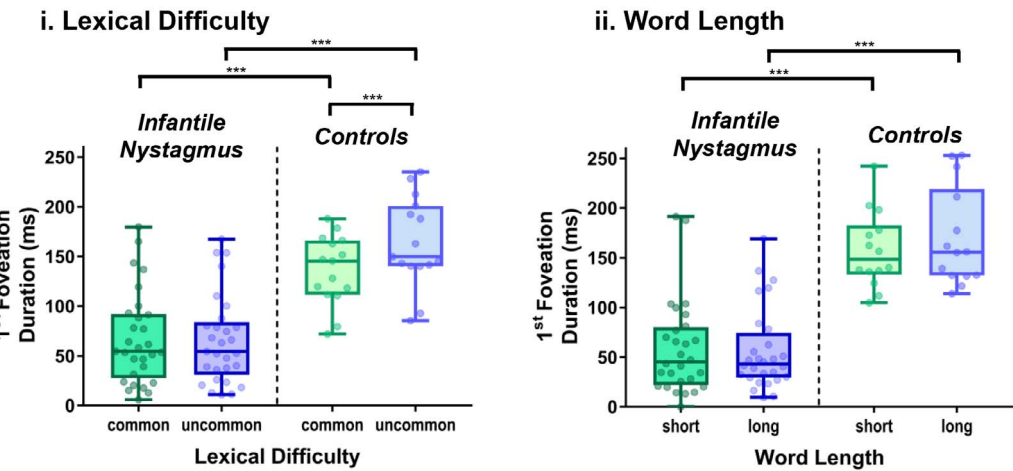 i. Lexical Difficulty
***
***
***
Infantile
Nystagmus
Controls
Foveation
Duration (ms)
250
200
150
100
50
0
common uncommon common uncommon
Lexical Difficulty
ii. Word Length
***
***
Infantile
Nystagmus
Controls
1st Foveation
Duration (ms)
250
200
150
100
50
0
short long short long
Word Length